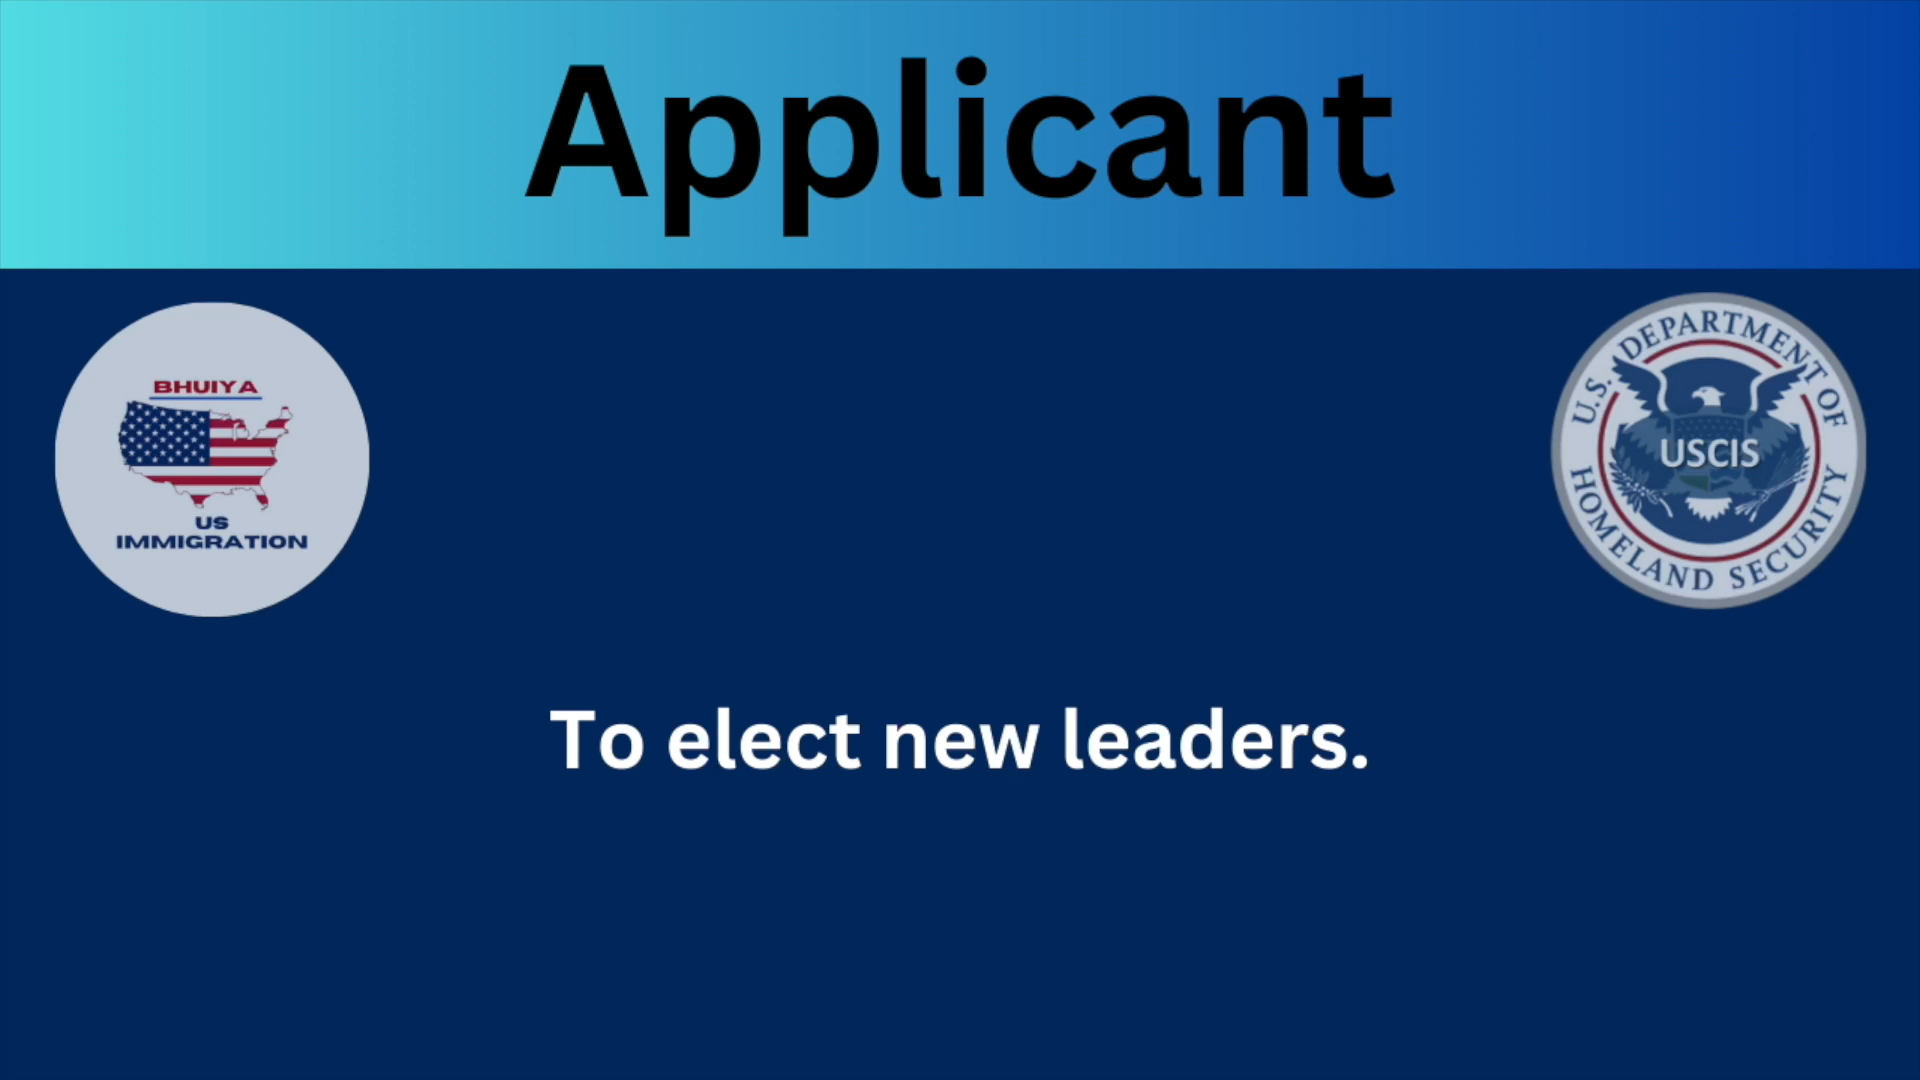 Applicant
BHUIYA
US
IMMIGRATION
U.S. DEPARTMENT OF
USCIS
HOMELAND SECURITY
To elect new leaders.